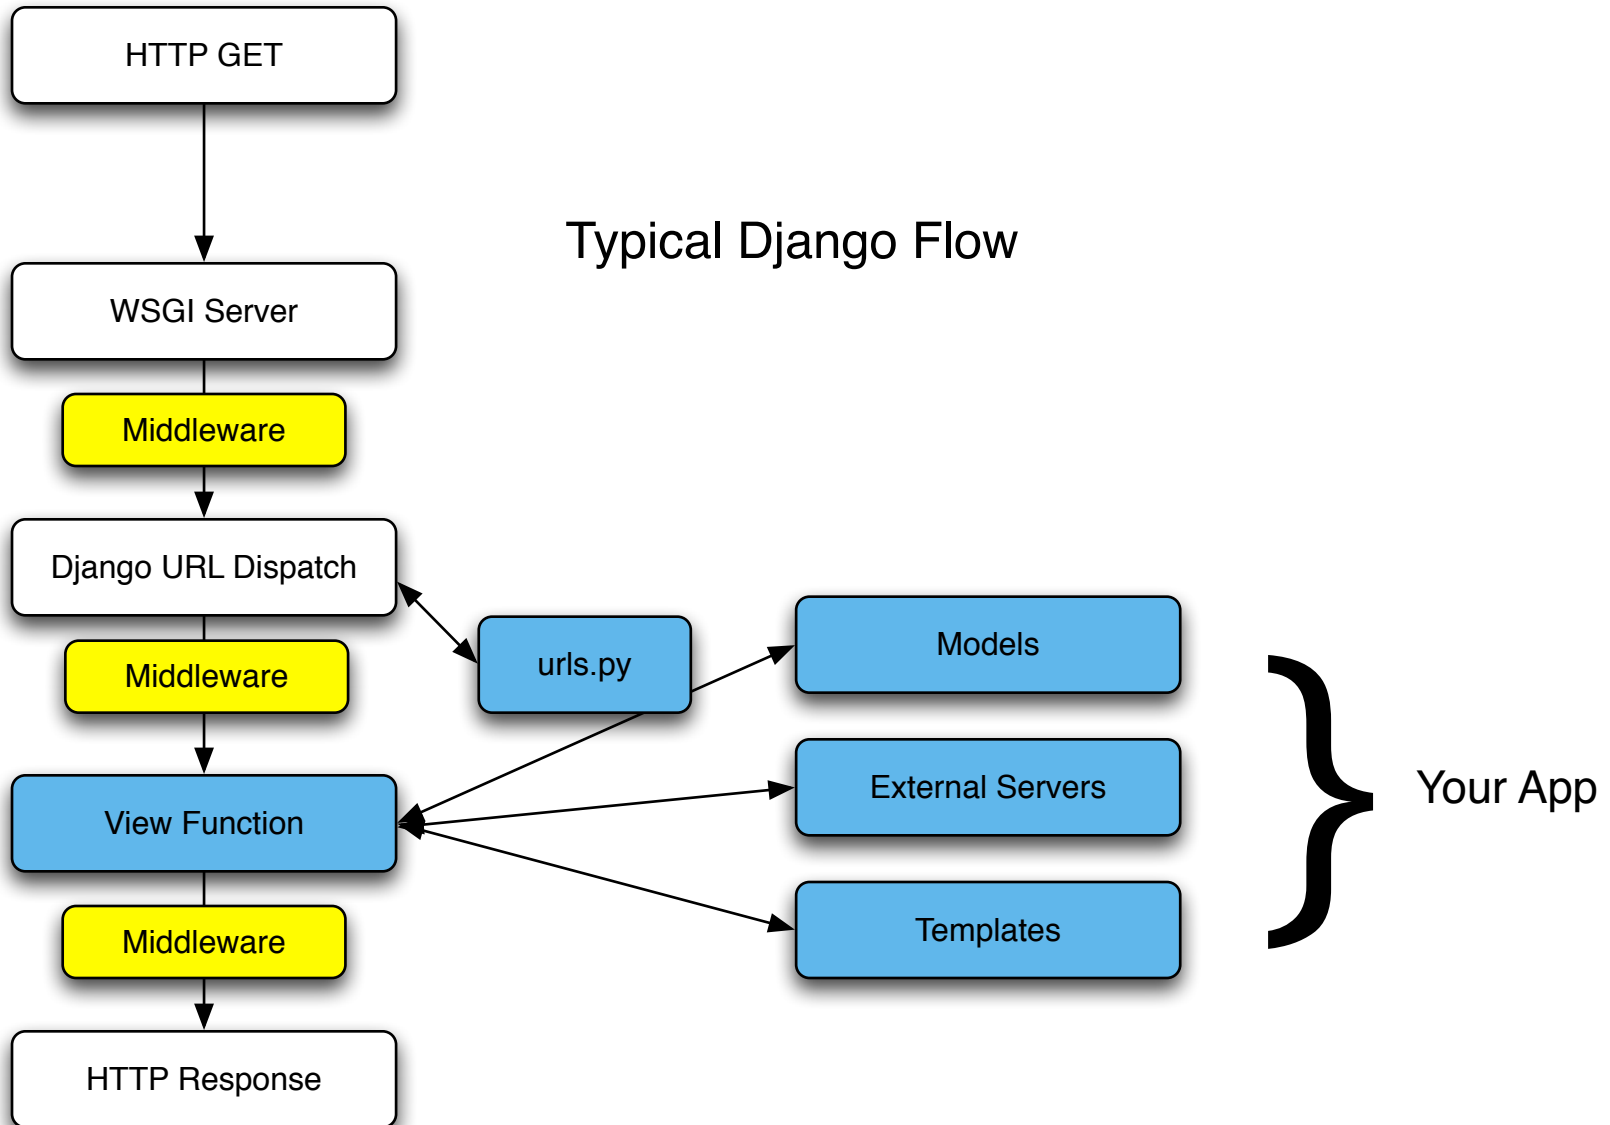 HTTP GET
Typical Django Flow
WSGI Server
Middleware
Django URL Dispatch
urls.py
Models
Middleware
External Servers
Your App
View Function
Templates
Middleware
HTTP Response